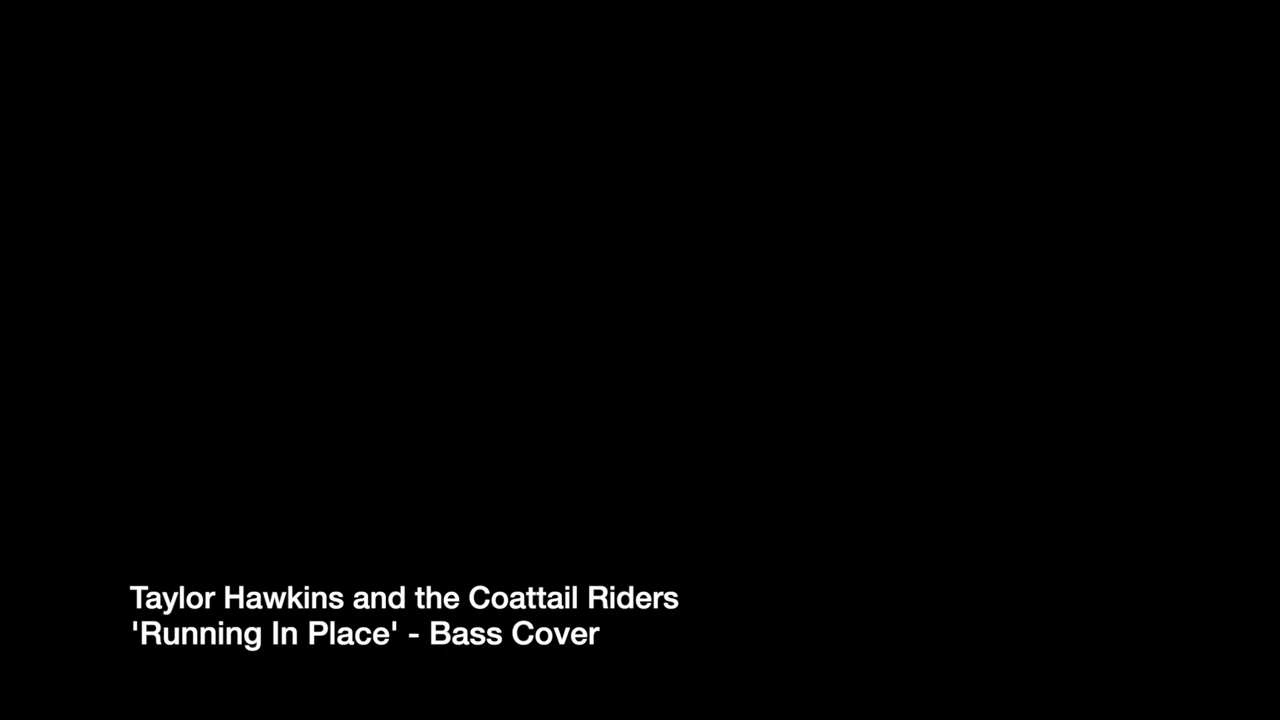 Taylor Hawkins and the Coattail Riders
'Running In Place' - Bass Cover